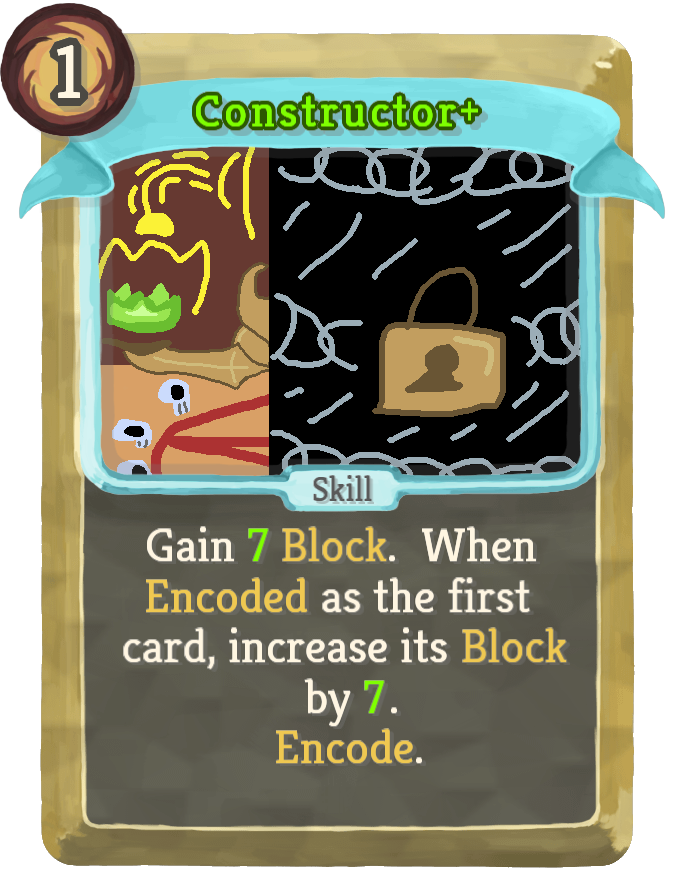 1
Constructor+
Skill
Gain 7 Block. When
Encoded as the first
card, increase its Block
by 7.
Encode.